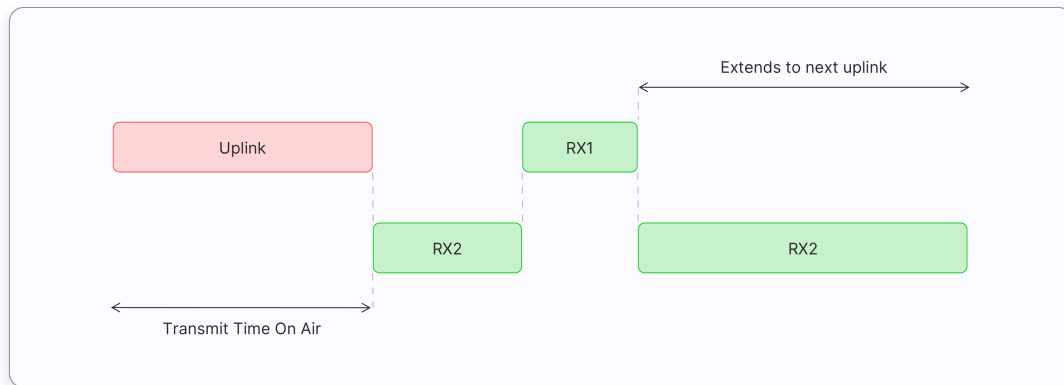 Extends to next uplink
Uplink
RX1
RX2
RX2
Transmit Time On Air